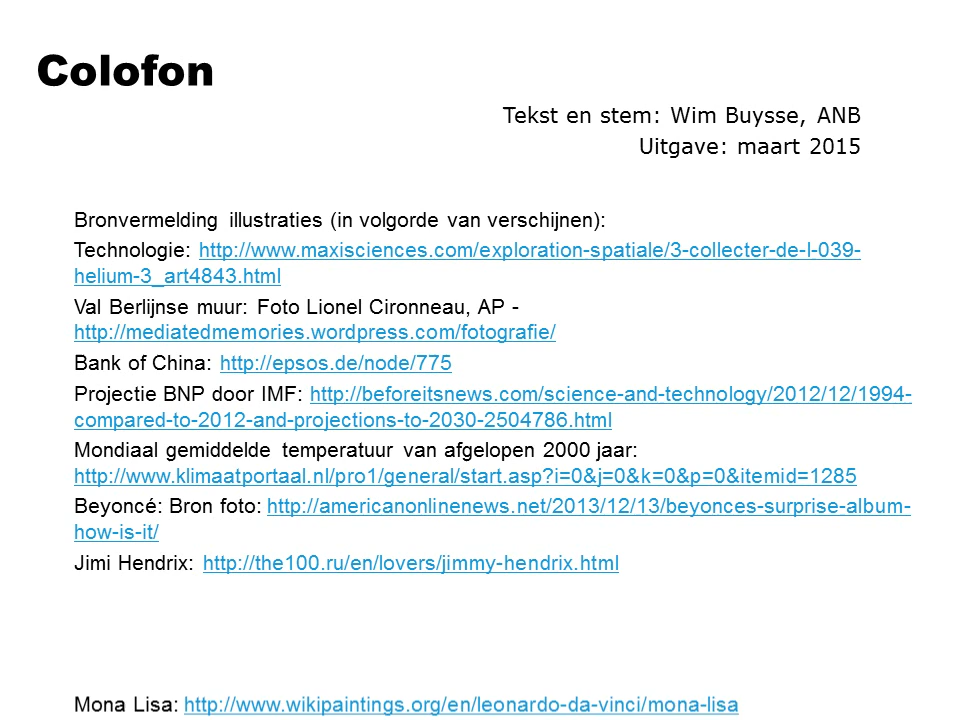 Colofon
Tekst en stem: Wim Buysse, ANB
Uitgave: maart 2015
Bronvermelding illustraties (in volgorde van verschijnen):
Technologie: http://www.maxisciences.com/exploration-spatiale/3-collecter-de-l-039-
helium-3_art4843.html
Val Berlijnse muur: Foto Lionel Cironneau, AP -
http://mediatedmemories.wordpress.com/fotografie/
Bank of China: http://epsos.de/node/775
Projectie BNP door IMF: http://beforeitsnews.com/science-and-technology/2012/12/1994-
compared-to-2012-and-projections-to-2030-2504786.html
Mondiaal gemiddelde temperatuur van afgelopen 2000 jaar:
http://www.klimaatportaal.nl/pro1/general/start.asp?i=0&j=0&k=0&p=0&itemid=1285
Beyoncé: Bron foto: http://americanonlinenews.net/2013/12/13/beyonces-surprise-album-
how-is-it/
Jimi Hendrix: http://the100.ru/en/lovers/jimmy-hendrix.html
Mona Lisa: http://www.wikipaintings.org/en/leonardo-da-vinci/mona-lisa